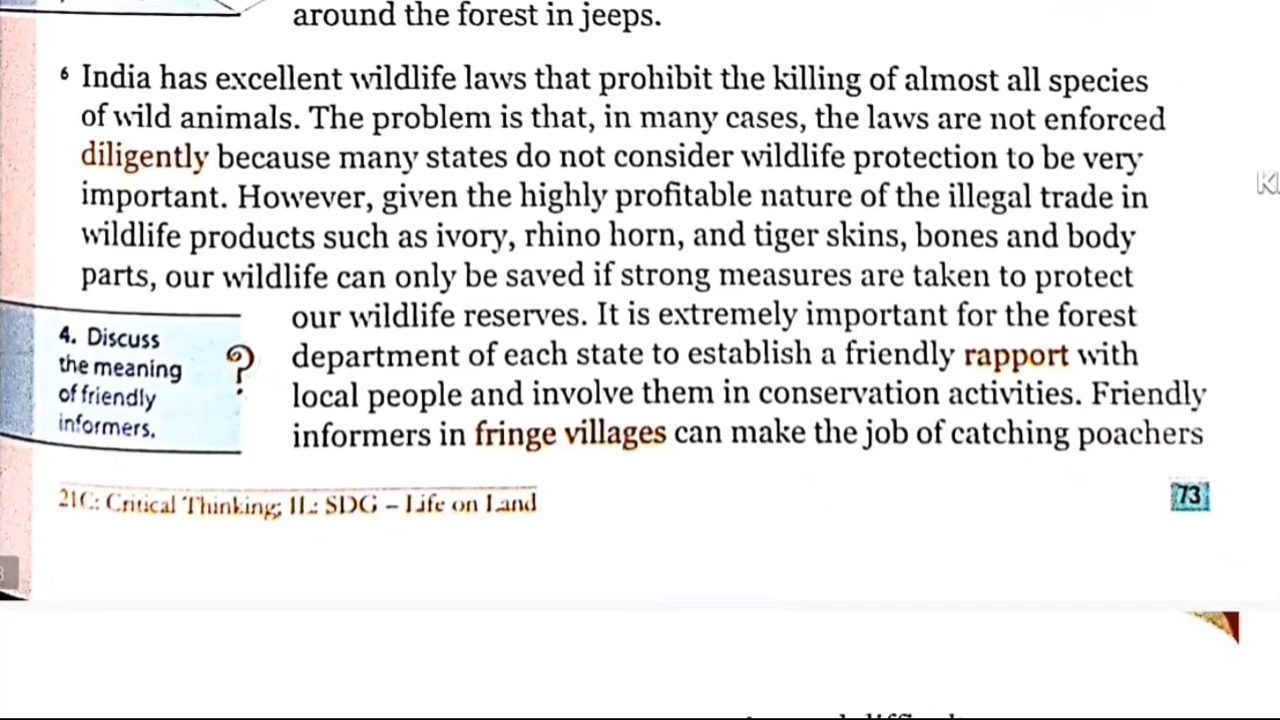 around the forest in jeeps.
6 India has excellent wildlife laws that prohibit the killing of almost all species
of wild animals. The problem is that, in many cases, the laws are not enforced
diligently because many states do not consider wildlife protection to be very
important. However, given the highly profitable nature of the illegal trade in
wildlife products such as ivory, rhino horn, and tiger skins, bones and body
parts, our wildlife can only be saved if strong measures are taken to protect
our wildlife reserves. It is extremely important for the forest
department of each state to establish a friendly rapport with
local people and involve them in conservation activities. Friendly
informers in fringe villages can make the job of catching poachers
4. Discuss
the meaning
of friendly
informers.
?
21C: Critical Thinking; IL: SDG – Life on Land
73